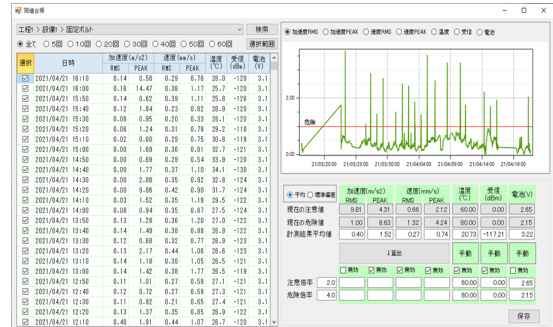 閾値台帳
工程1 > 設備1 > 固定ボルト 検索
全て 5回 10回 20回 30回 40回 50回 60回 選択範囲
選択 日時 加速度(m/s2) 速度(mm/s) 温度(℃) 受信(dBm) 電池(V)
RMS PEAK RMS PEAK
2021/04/21 16:10 0.14 0.58 0.29 0.76 26.0 -120 3.1
2021/04/21 16:00 0.16 14.47 0.38 1.17 25.7 -120 3.1
2021/04/21 15:50 0.14 0.62 0.39 1.11 25.8 -126 3.1
2021/04/21 15:40 0.12 1.64 0.23 0.82 26.9 -120 3.1
2021/04/21 15:30 0.08 0.95 0.20 0.33 28.1 -120 3.1
2021/04/21 15:20 0.06 2.24 0.31 0.78 29.2 -118 3.1
2021/04/21 15:10 0.02 0.60 0.29 0.75 30.8 -119 3.1
2021/04/21 15:00 0.00 1.69 0.36 0.81 32.7 -121 3.1
2021/04/21 14:50 0.00 0.69 0.29 0.54 33.9 -120 3.1
2021/04/21 14:40 0.00 1.77 0.37 1.10 34.1 -130 3.1
2021/04/21 14:30 0.00 2.08 0.35 0.92 32.8 -124 3.1
2021/04/21 14:20 0.00 9.06 0.42 0.90 31.7 -124 3.1
2021/04/21 14:10 0.03 1.52 0.35 1.18 29.5 -122 3.1
2021/04/21 14:00 0.08 0.94 0.35 0.87 27.5 -124 3.1
2021/04/21 13:50 0.13 1.28 0.36 1.20 27.0 -122 3.1
2021/04/21 13:40 0.14 1.49 0.38 0.98 26.9 -122 3.1
2021/04/21 13:30 0.12 0.68 0.32 0.77 26.9 -123 3.1
2021/04/21 13:20 0.13 2.17 0.44 1.06 26.6 -123 3.1
2021/04/21 13:10 0.14 1.18 0.38 1.05 26.5 -121 3.1
2021/04/21 13:00 0.14 1.42 0.38 1.77 26.5 -119 3.1
2021/04/21 12:50 0.11 1.01 0.27 0.59 27.1 -121 3.1
2021/04/21 12:40 0.12 0.72 0.27 0.59 27.3 -121 3.1
2021/04/21 12:30 0.11 0.92 0.21 0.65 27.4 -121 3.1
2021/04/21 12:20 0.13 1.37 0.35 0.85 26.9 -122 3.1
2021/04/21 12:10 0.40 1.91 0.44 1.07 26.7 -120 3.1
加速度RMS 加速度PEAK 速度RMS 速度PEAK 温度 受信 電池
2.00
危険
0.00
21/03/31:00 21/03/25:00 21/03/30:00 21/04/04:00 21/04/09:00 21/04/14:00 21/04/19:00
平均 標準偏差 加速度(m/s2) 速度(mm/s) 温度(℃) 受信(dBm) 電池(V)
RMS PEAK RMS PEAK
現在の注意値 9.81 4.31 0.66 2.12 60.00 0.00 2.65
現在の危険値 1.00 8.63 1.32 4.24 80.00 0.00 2.15
計測結果平均値 0.40 1.52 0.27 0.74 20.73 -117.21 3.22
↓算出 手動 手動 手動
無効 無効 無効 無効 無効 無効 無効
注意倍率 2.0 60.00 0.00 2.65
危険倍率 4.0 80.00 0.00 2.15
保存